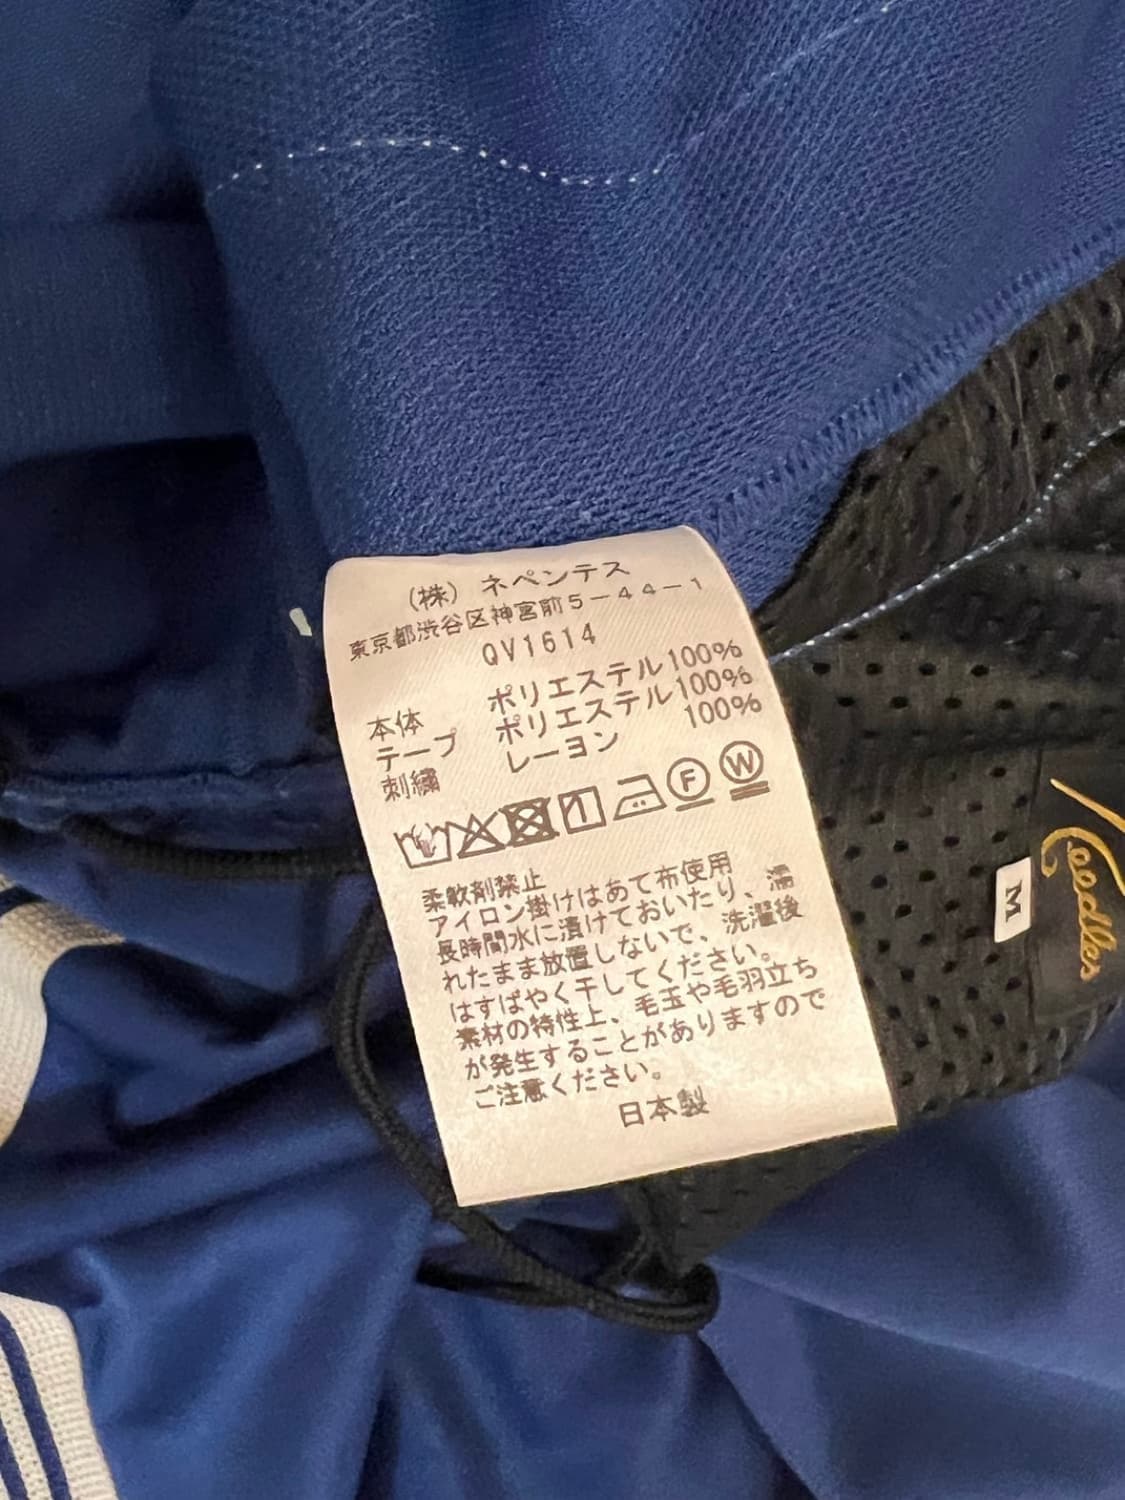 (株) ネペンテス
東京都渋谷区神宮前5-44-1
QV1614
本体 ポリエステル100%
テープ ポリエステル100%
刺繍 レーヨン 100%
F
W
柔軟剤禁止
アイロン掛けはあて布使用
長時間水に漬けておいたり、濡
れたまま放置しないで、洗濯後
はすばやく干してください。
素材の特性上、毛玉や毛羽立ち
が発生することがありますので
ご注意ください。
日本製
M
Needles